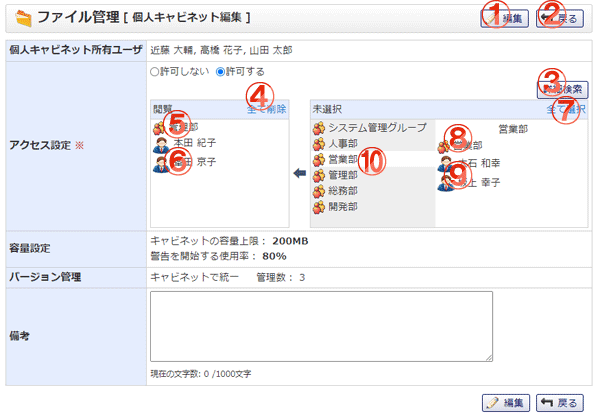 ファイル管理 [ 個人キャビネット編集 ]
① 編集
② 戻る
個人キャビネット所有ユーザ 近藤 大輔, 高橋 花子, 山田 太郎
アクセス設定 ※
許可しない 許可する
③ 検索
閲覧 ④ 全て削除
未選択 ⑦ 全て選択
⑤
本田 紀子
⑥ 京子
システム管理グループ
人事部
営業部 ⑩
管理部
総務部
開発部
営業部
⑧ 営業部
⑨ 和幸
幸子
容量設定
キャビネットの容量上限： 200MB
警告を開始する使用率： 80%
バージョン管理 キャビネットで統一 管理数： 3
備考
現在の文字数: 0 /1000文字
編集 戻る